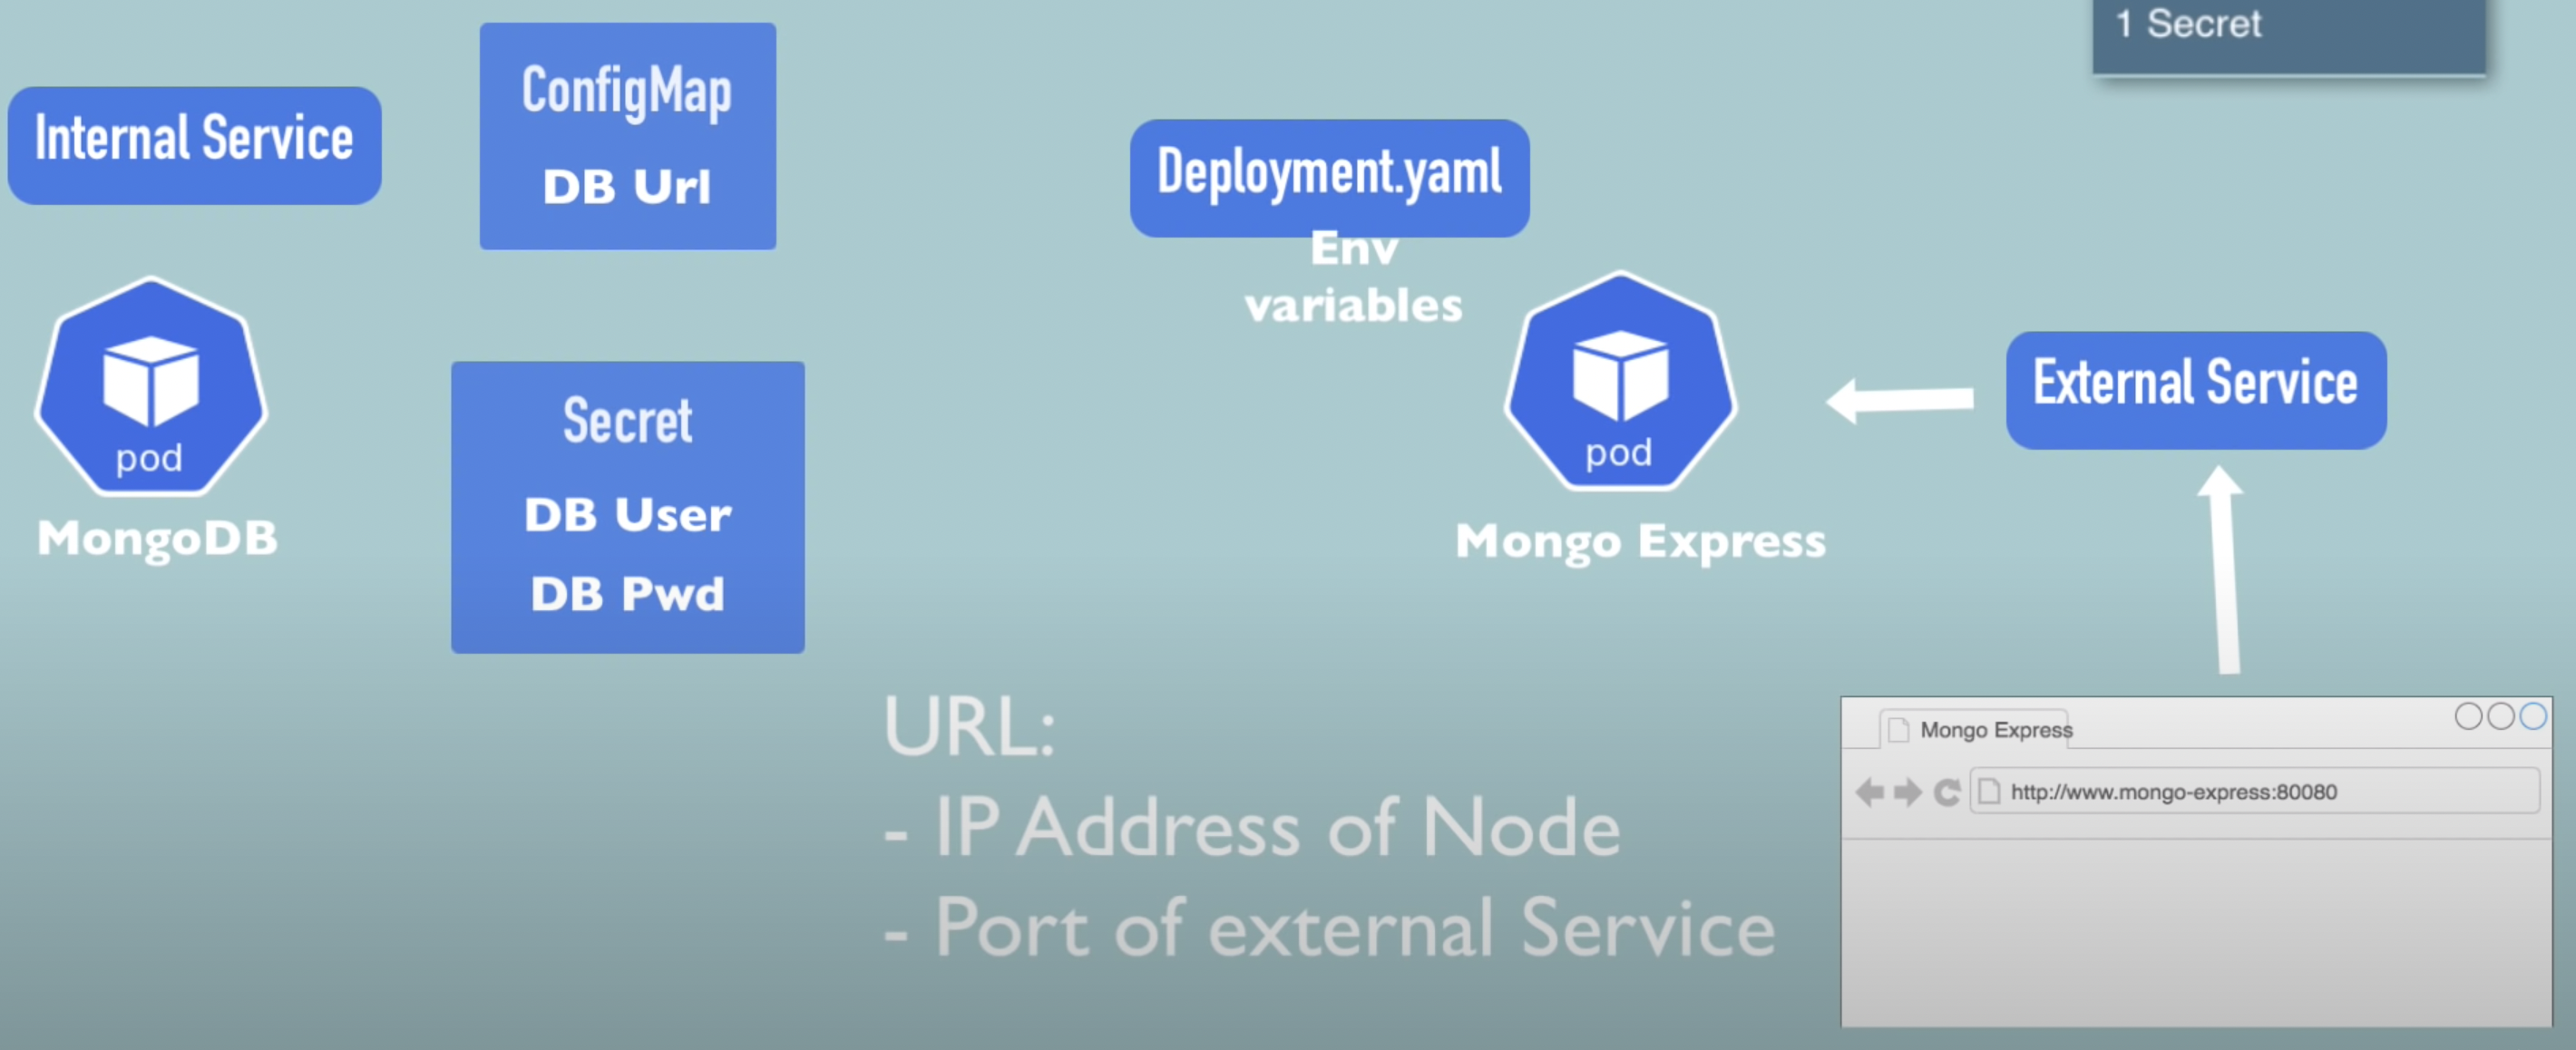 1 Secret
Internal Service
ConfigMap
DB Url
Deployment.yaml
Env
variables
pod
MongoDB
Secret
DB User
DB Pwd
pod
Mongo Express
External Service
URL:
- IP Address of Node
- Port of external Service
Mongo Express
http://www.mongo-express:80080